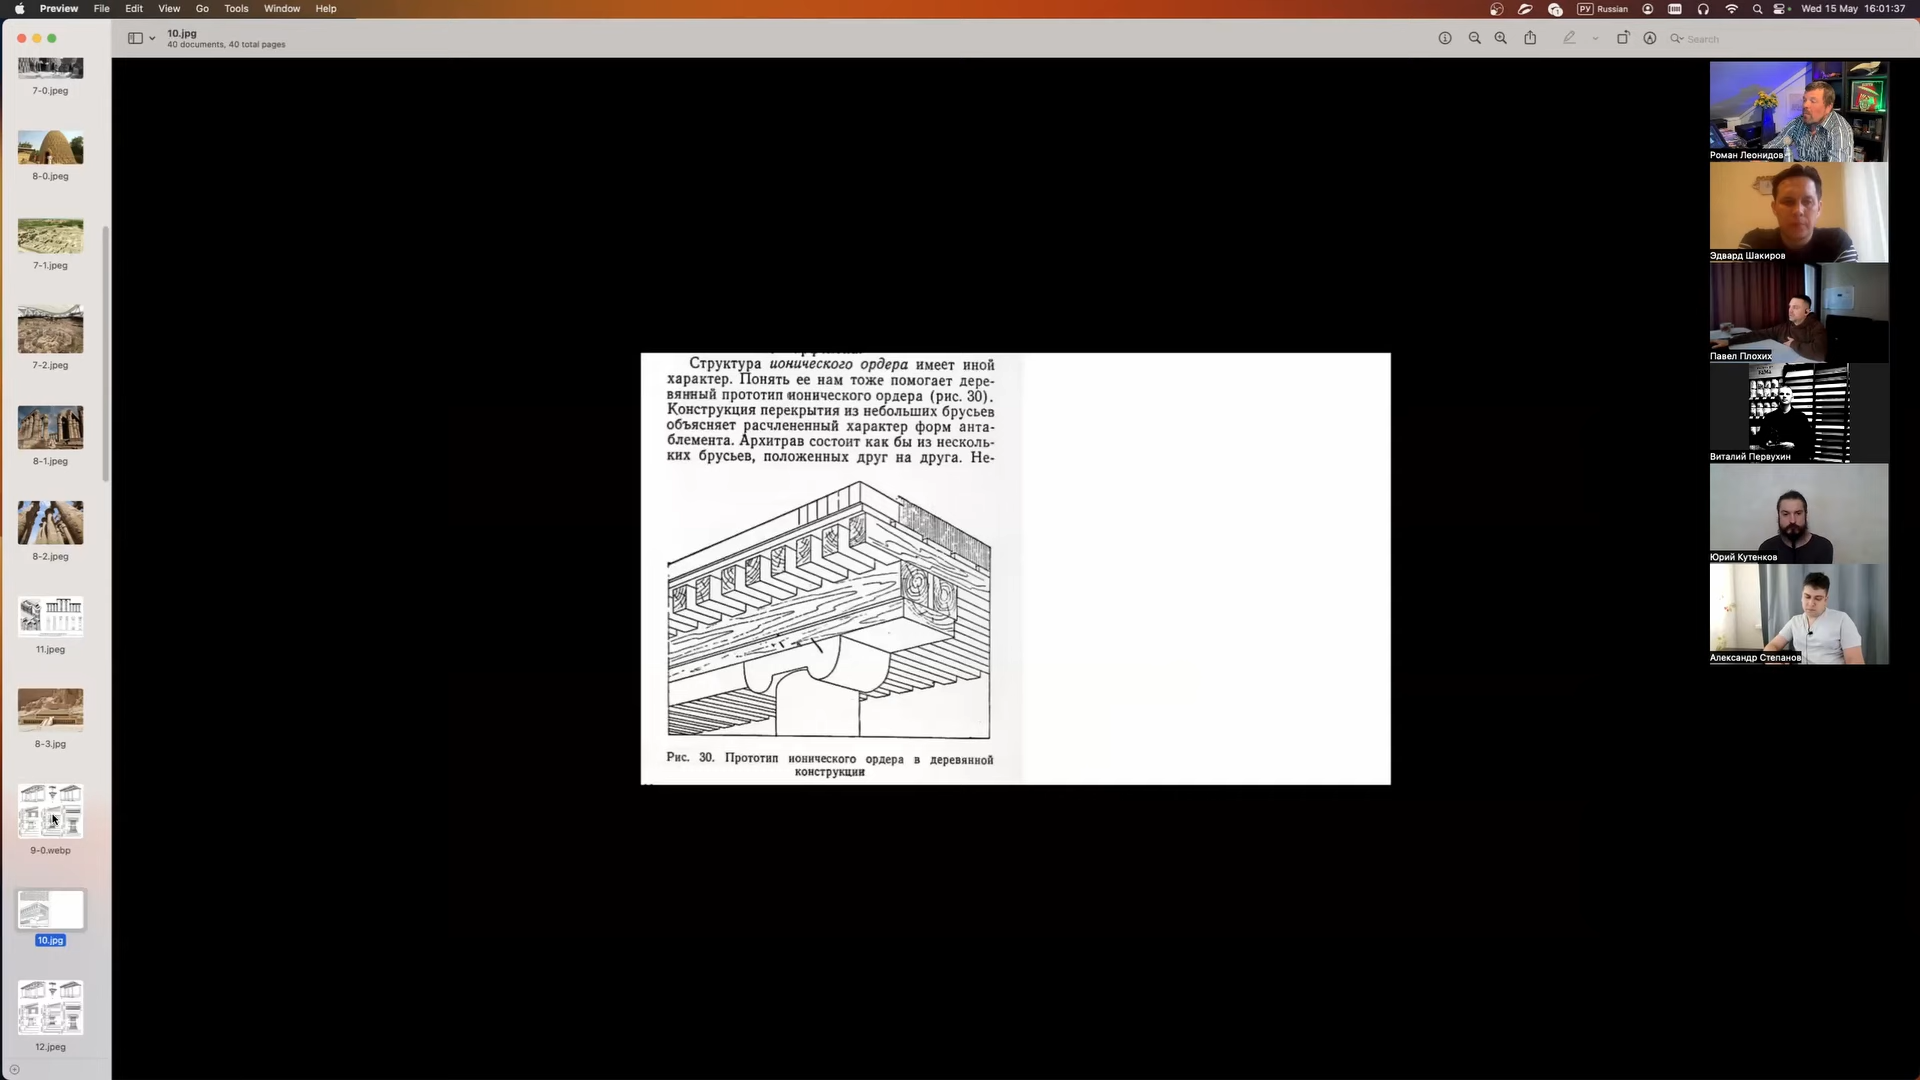 Preview File Edit View Go Tools Window Help
РУ Russian
Wed 15 May 16:01:37
10.jpg
40 documents, 40 total pages
Search
7-0.jpeg
8-0.jpeg
7-1.jpeg
7-2.jpeg
8-1.jpeg
8-2.jpeg
11.jpeg
8-3.jpg
9-0.webp
10.jpg
12.jpeg
Структура ионического ордера имеет иной
характер. Понять ее нам тоже помогает дере-
вянный прототип ионического ордера (рис. 30).
Конструкция перекрытия из небольших брусьев
объясняет расчлененный характер форм анта-
блемента. Архитрав состоит как бы из несколь-
ких брусьев, положенных друг на друга. Не-
Рис. 30. Прототип ионического ордера в деревянной
конструкции
Роман Леонидов
Эдвард Шакиров
Павел Плохих
Виталий Первухин
Юрий Кутенков
Александр Степанов